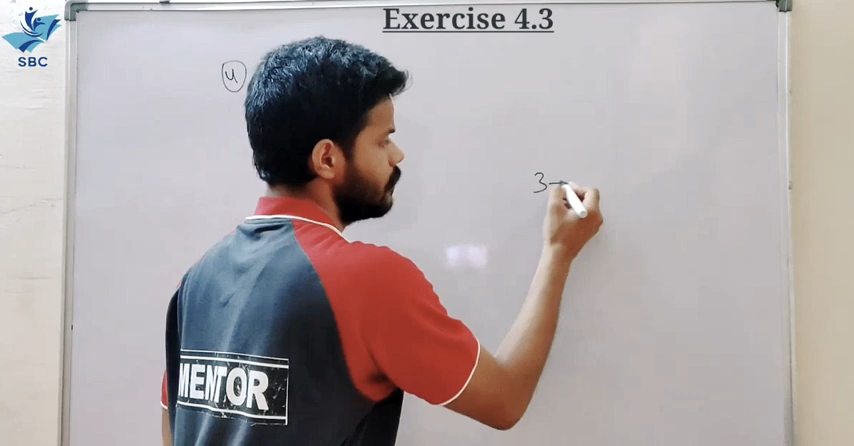 Exercise 4.3
SBC
4
3-
MENTOR